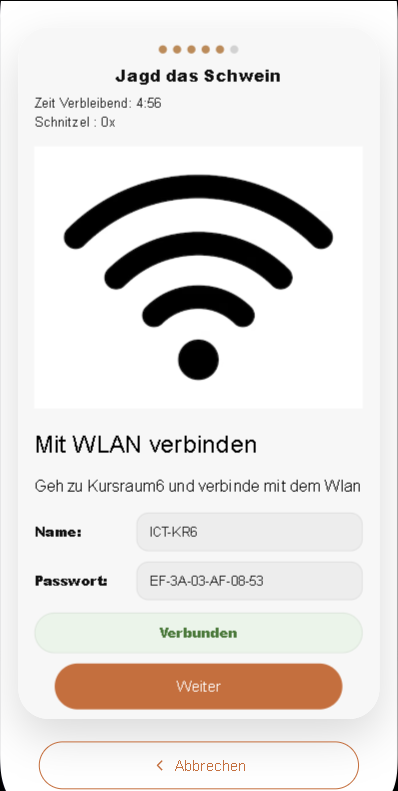 Jagd das Schwein
Zeit Verbleibend: 4:56
Schnitzel : 0x
Mit WLAN verbinden
Geh zu Kursraum6 und verbinde mit dem Wlan
Name: ICT-KR6
Passwort: EF-3A-03-AF-08-53
Verbunden
Weiter
Abbrechen